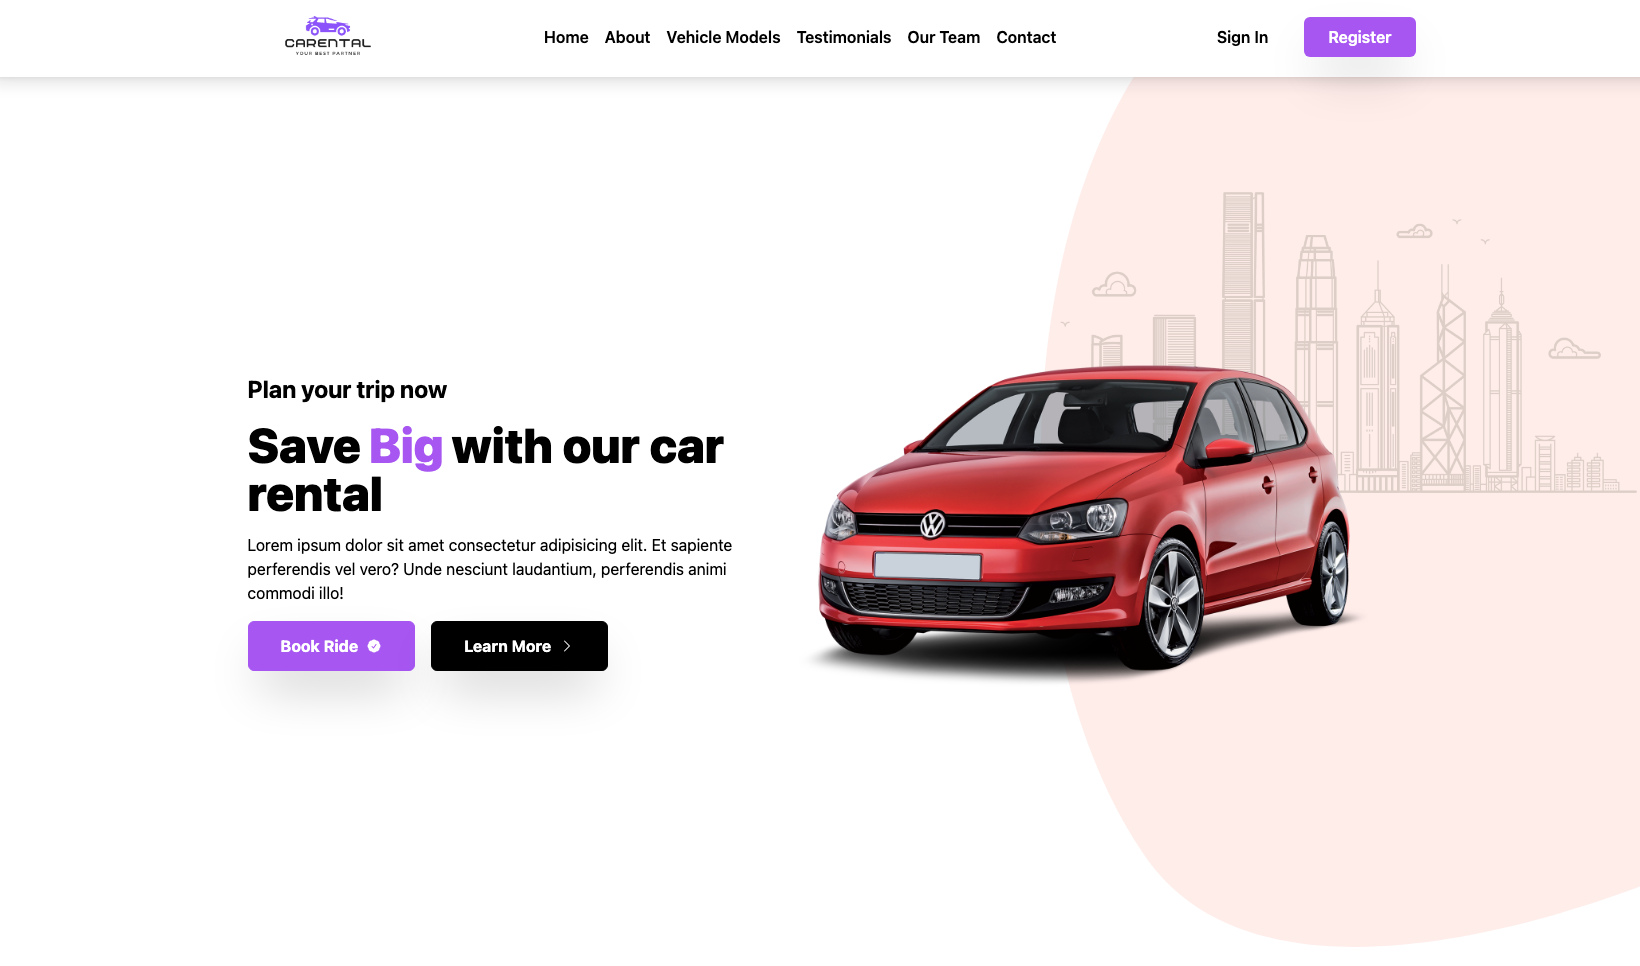 CARENTAL
YOUR BEST PARTNER
Home About Vehicle Models Testimonials Our Team Contact
Sign In Register
Plan your trip now
Save Big with our car
rental
Lorem ipsum dolor sit amet consectetur adipisicing elit. Et sapiente
perferendis vel vero? Unde nesciunt laudantium, perferendis animi
commodi illo!
Book Ride Learn More